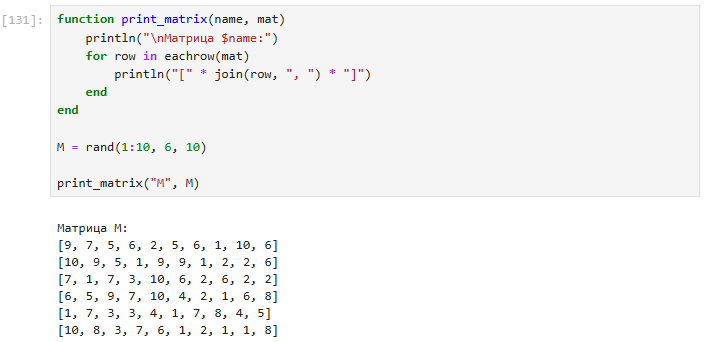 [131]: function print_matrix(name, mat)
    println("\nМатрица $name:")
    for row in eachrow(mat)
        println("[" * join(row, ", ") * "]")
    end
end

M = rand(1:10, 6, 10)

print_matrix("M", M)

Матрица M:
[9, 7, 5, 6, 2, 5, 6, 1, 10, 6]
[10, 9, 5, 1, 9, 9, 1, 2, 2, 6]
[7, 1, 7, 3, 10, 6, 2, 6, 2, 2]
[6, 5, 9, 7, 10, 4, 2, 1, 6, 8]
[1, 7, 3, 3, 4, 1, 7, 8, 4, 5]
[10, 8, 3, 7, 6, 1, 2, 1, 1, 8]